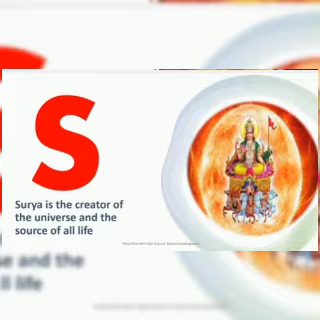 S
Surya is the creator of
the universe and the
source of all life